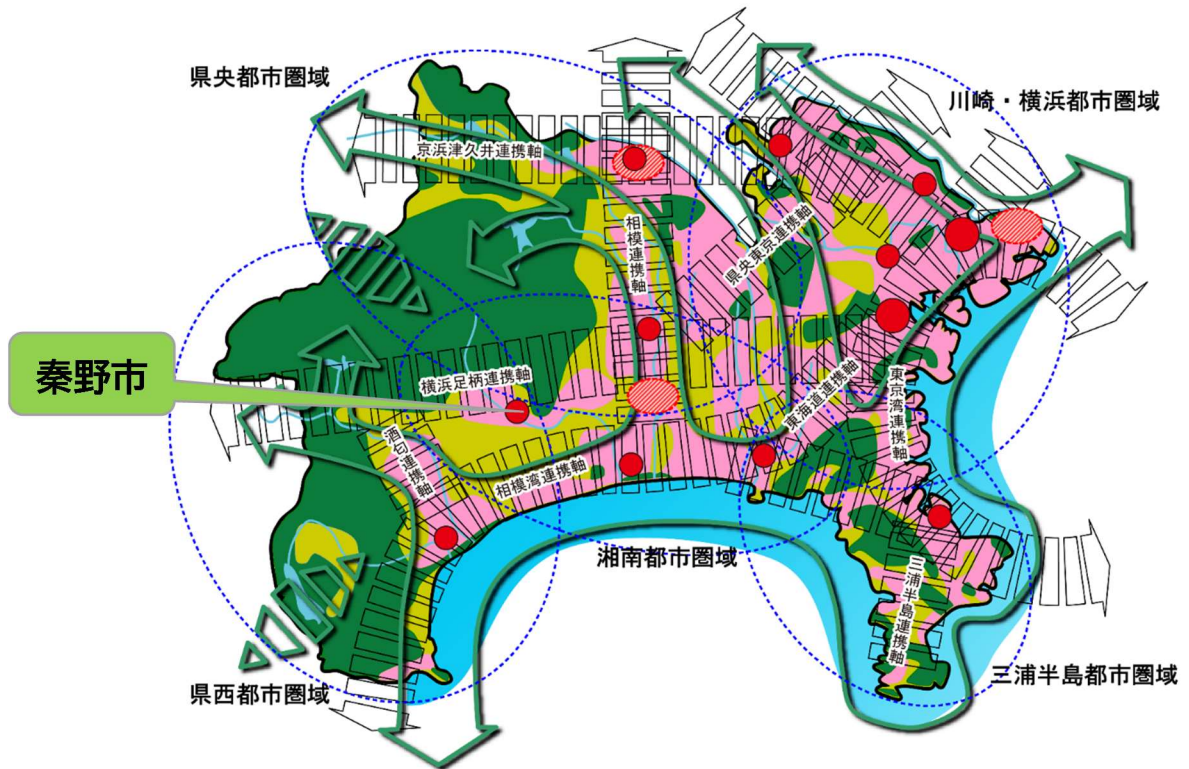 県央都市圏域
川崎・横浜都市圏域
京浜津久井連携軸
相模連携軸
県央東京連携軸
秦野市
横浜足柄連携軸
東海道連携軸
東京湾連携軸
酒匂連携軸
相模湾連携軸
湘南都市圏域
三浦半島連携軸
県西都市圏域
三浦半島都市圏域